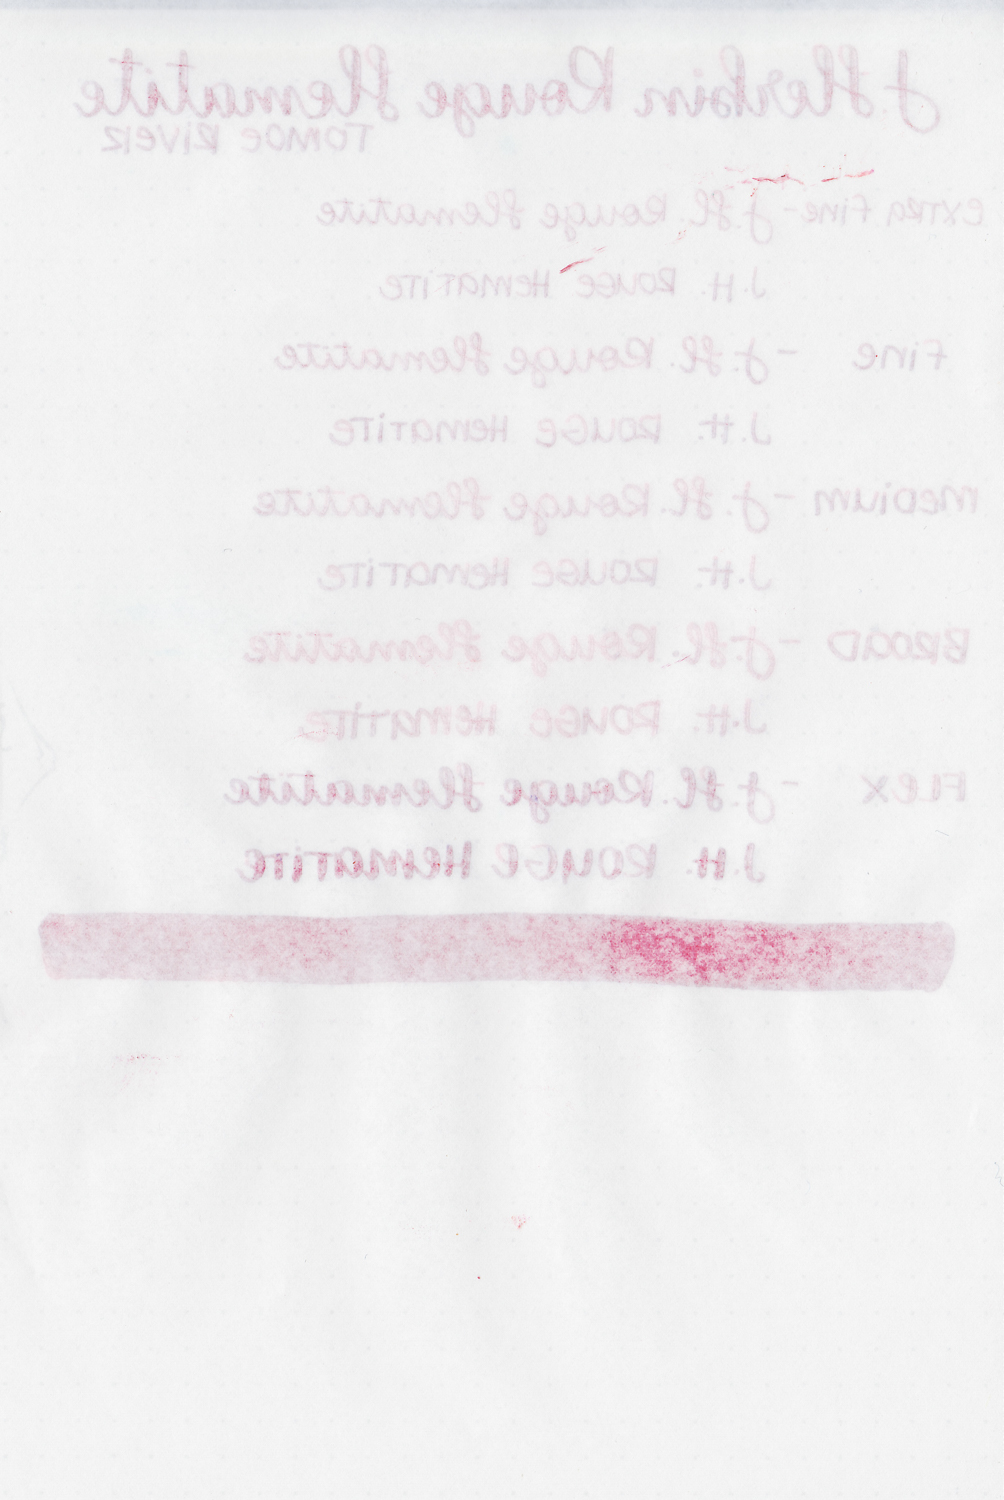 J. Herbin Rouge Hematite
Tomoe River
Extra Fine - J.H. Rouge Hematite
J.H. Rouge Hematite
Fine - J.H. Rouge Hematite
J.H. Rouge Hematite
Medium - J.H. Rouge Hematite
J.H. Rouge Hematite
Broad - J.H. Rouge Hematite
J.H. Rouge Hematite
Flex - J.H. Rouge Hematite
J.H. Rouge Hematite